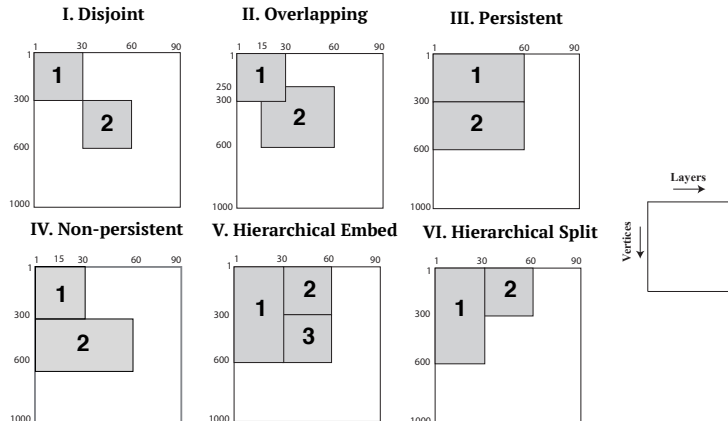 I. Disjoint
II. Overlapping
III. Persistent
1 30 60 90
1
300
600
1000
1
2
1 15 30 60 90
1
250
300
600
1000
1
2
1 60 90
1
300
600
1000
1
2
Layers
Vertices
IV. Non-persistent
V. Hierarchical Embed
VI. Hierarchical Split
1 15 30 60 90
1
300
600
1000
1
2
1 30 60 90
1
300
600
1000
1
2
3
1 30 60 90
1
300
600
1000
1
2